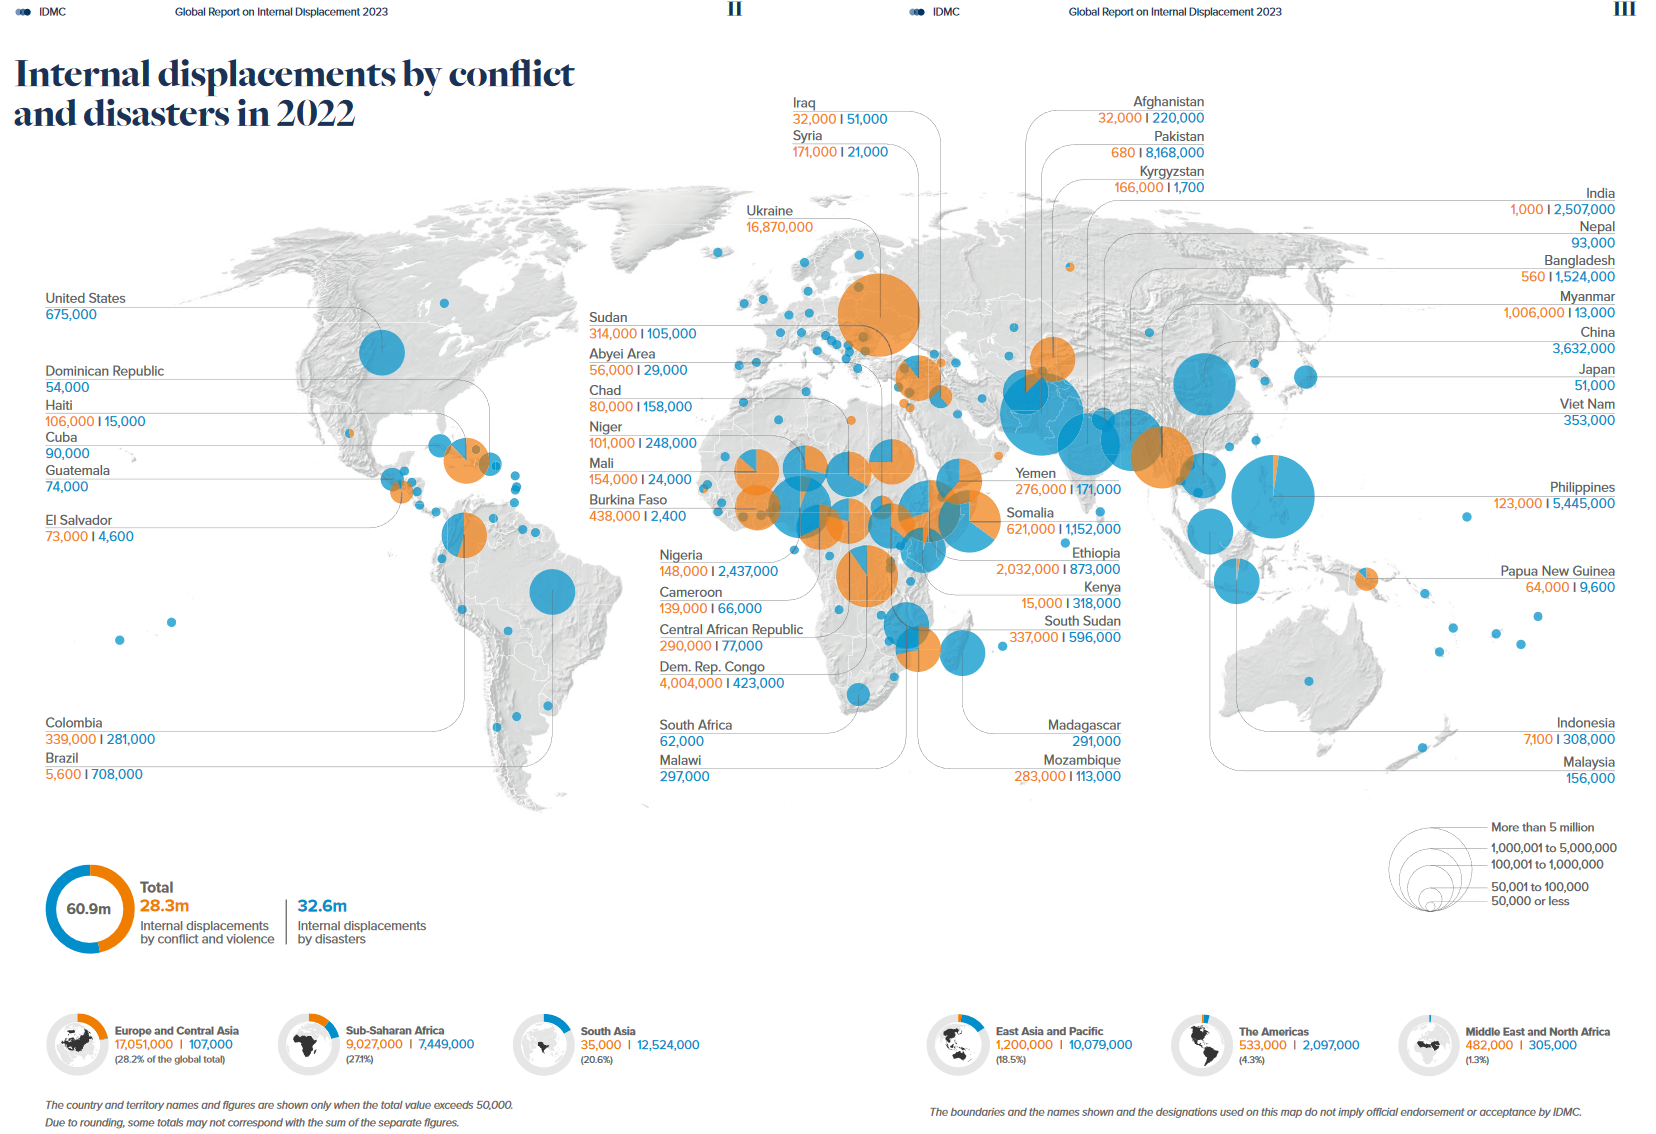 IDMC
Global Report on Internal Displacement 2023
II
IDMC
Global Report on Internal Displacement 2023
III
Internal displacements by conflict
and disasters in 2022
Iraq
32,000 I 51,000
Syria
171,000 I 21,000
Ukraine
16,870,000
Afghanistan
32,000 I 220,000
Pakistan
680 I 8,168,000
Kyrgyzstan
166,000 I 1,700
India
1,000 I 2,507,000
Nepal
93,000
Bangladesh
560 I 1,524,000
Myanmar
1,006,000 I 13,000
China
3,632,000
Japan
51,000
Viet Nam
353,000
Philippines
123,000 I 5,445,000
Papua New Guinea
64,000 I 9,600
Indonesia
7,100 I 308,000
Malaysia
156,000
United States
675,000
Dominican Republic
54,000
Haiti
106,000 I 15,000
Cuba
90,000
Guatemala
74,000
El Salvador
73,000 I 4,600
Colombia
339,000 I 281,000
Brazil
5,600 I 708,000
Sudan
314,000 I 105,000
Abyei Area
56,000 I 29,000
Chad
80,000 I 158,000
Niger
101,000 I 248,000
Mali
154,000 I 24,000
Burkina Faso
438,000 I 2,400
Nigeria
148,000 I 2,437,000
Cameroon
139,000 I 66,000
Central African Republic
290,000 I 77,000
Dem. Rep. Congo
4,004,000 I 423,000
South Africa
62,000
Malawi
297,000
Yemen
276,000 I 171,000
Somalia
621,000 I 1,152,000
Ethiopia
2,032,000 I 873,000
Kenya
15,000 I 318,000
South Sudan
337,000 I 596,000
Madagascar
291,000
Mozambique
283,000 I 113,000
More than 5 million
1,000,001 to 5,000,000
100,001 to 1,000,000
50,001 to 100,000
50,000 or less
60.9m
Total
28.3m
Internal displacements
by conflict and violence
32.6m
Internal displacements
by disasters
Europe and Central Asia
17,051,000 I 107,000
(28.2% of the global total)
Sub-Saharan Africa
9,027,000 I 7,449,000
(27.1%)
South Asia
35,000 I 12,524,000
(20.6%)
East Asia and Pacific
1,200,000 I 10,079,000
(18.5%)
The Americas
533,000 I 2,097,000
(4.3%)
Middle East and North Africa
482,000 I 305,000
(1.3%)
The country and territory names and figures are shown only when the total value exceeds 50,000.
Due to rounding, some totals may not correspond with the sum of the separate figures.
The boundaries and the names shown and the designations used on this map do not imply official endorsement or acceptance by IDMC.